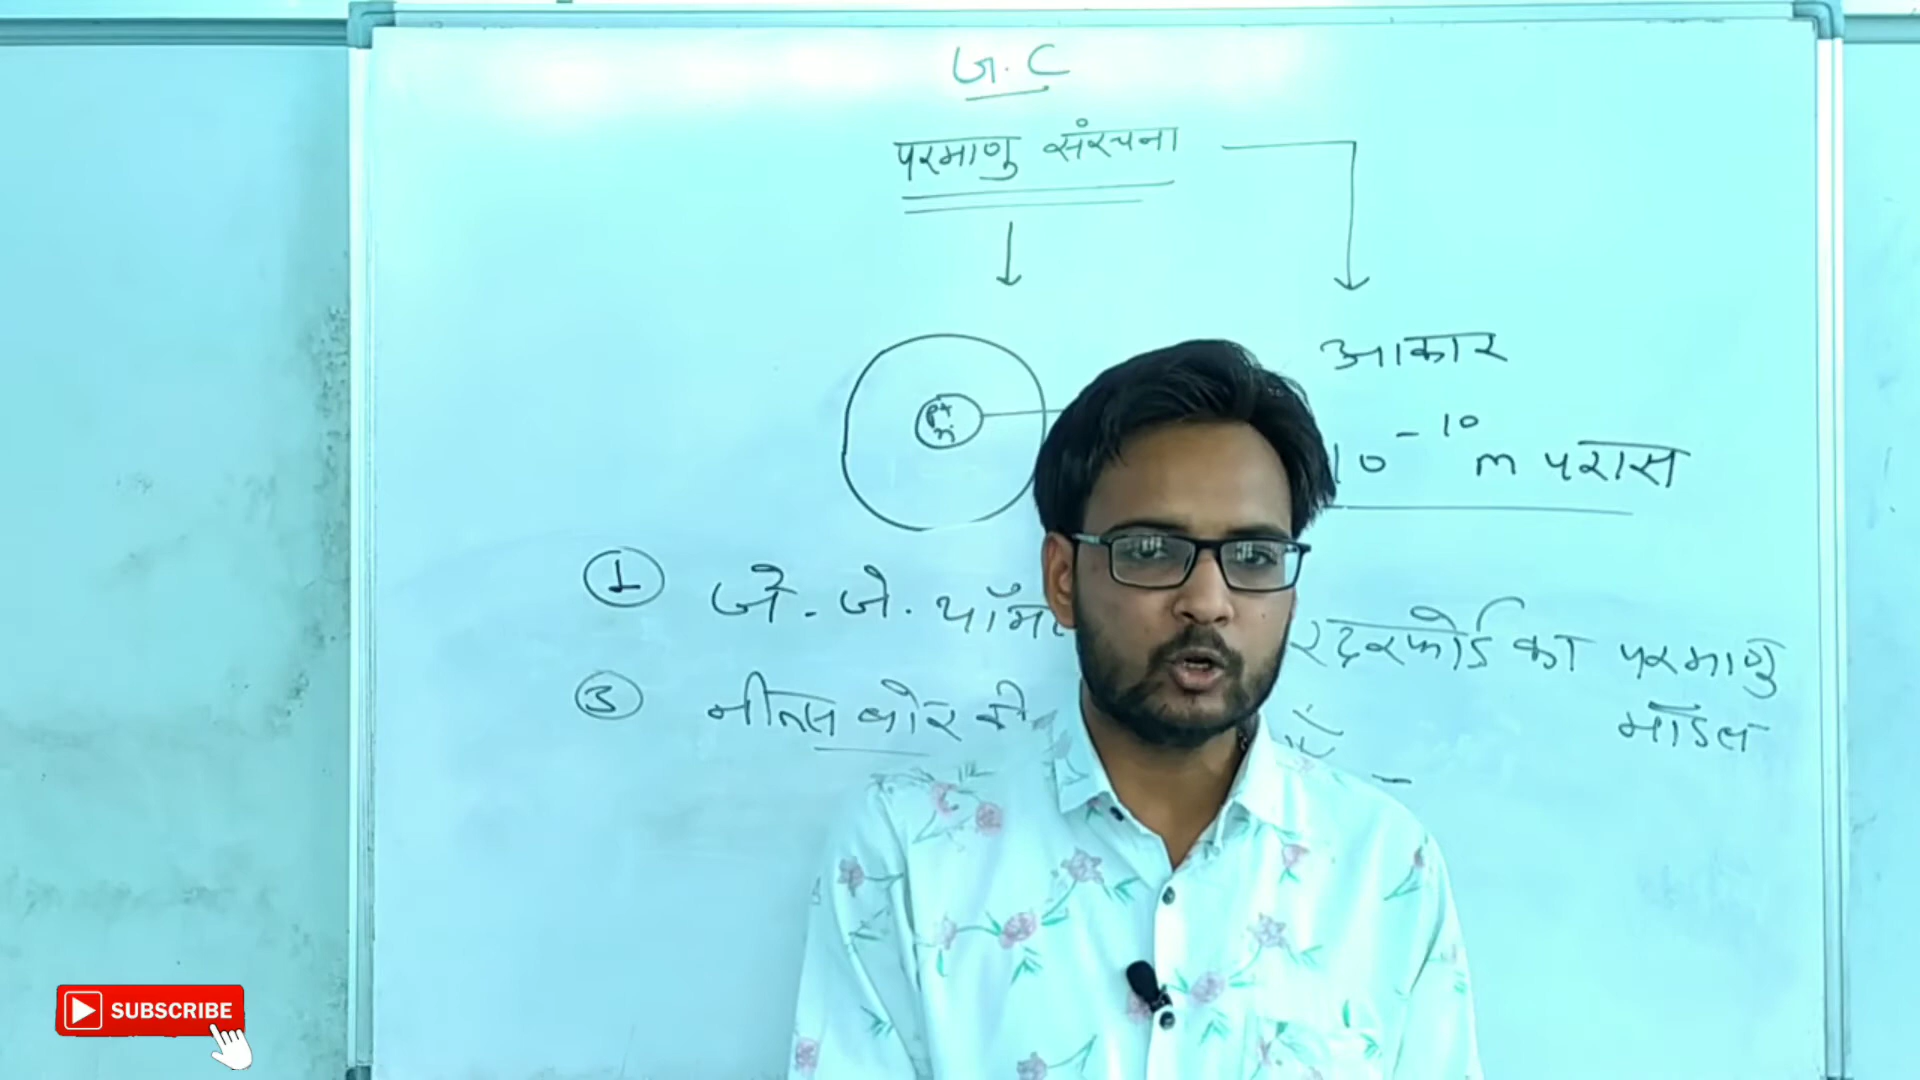 G. C
परमाणु संरचना
आकार
10⁻¹⁰ m परास
p+
n
① जे. जे. थॉम रदरफोर्ड का परमाणु
मॉडल
③ नील्स बोर
SUBSCRIBE